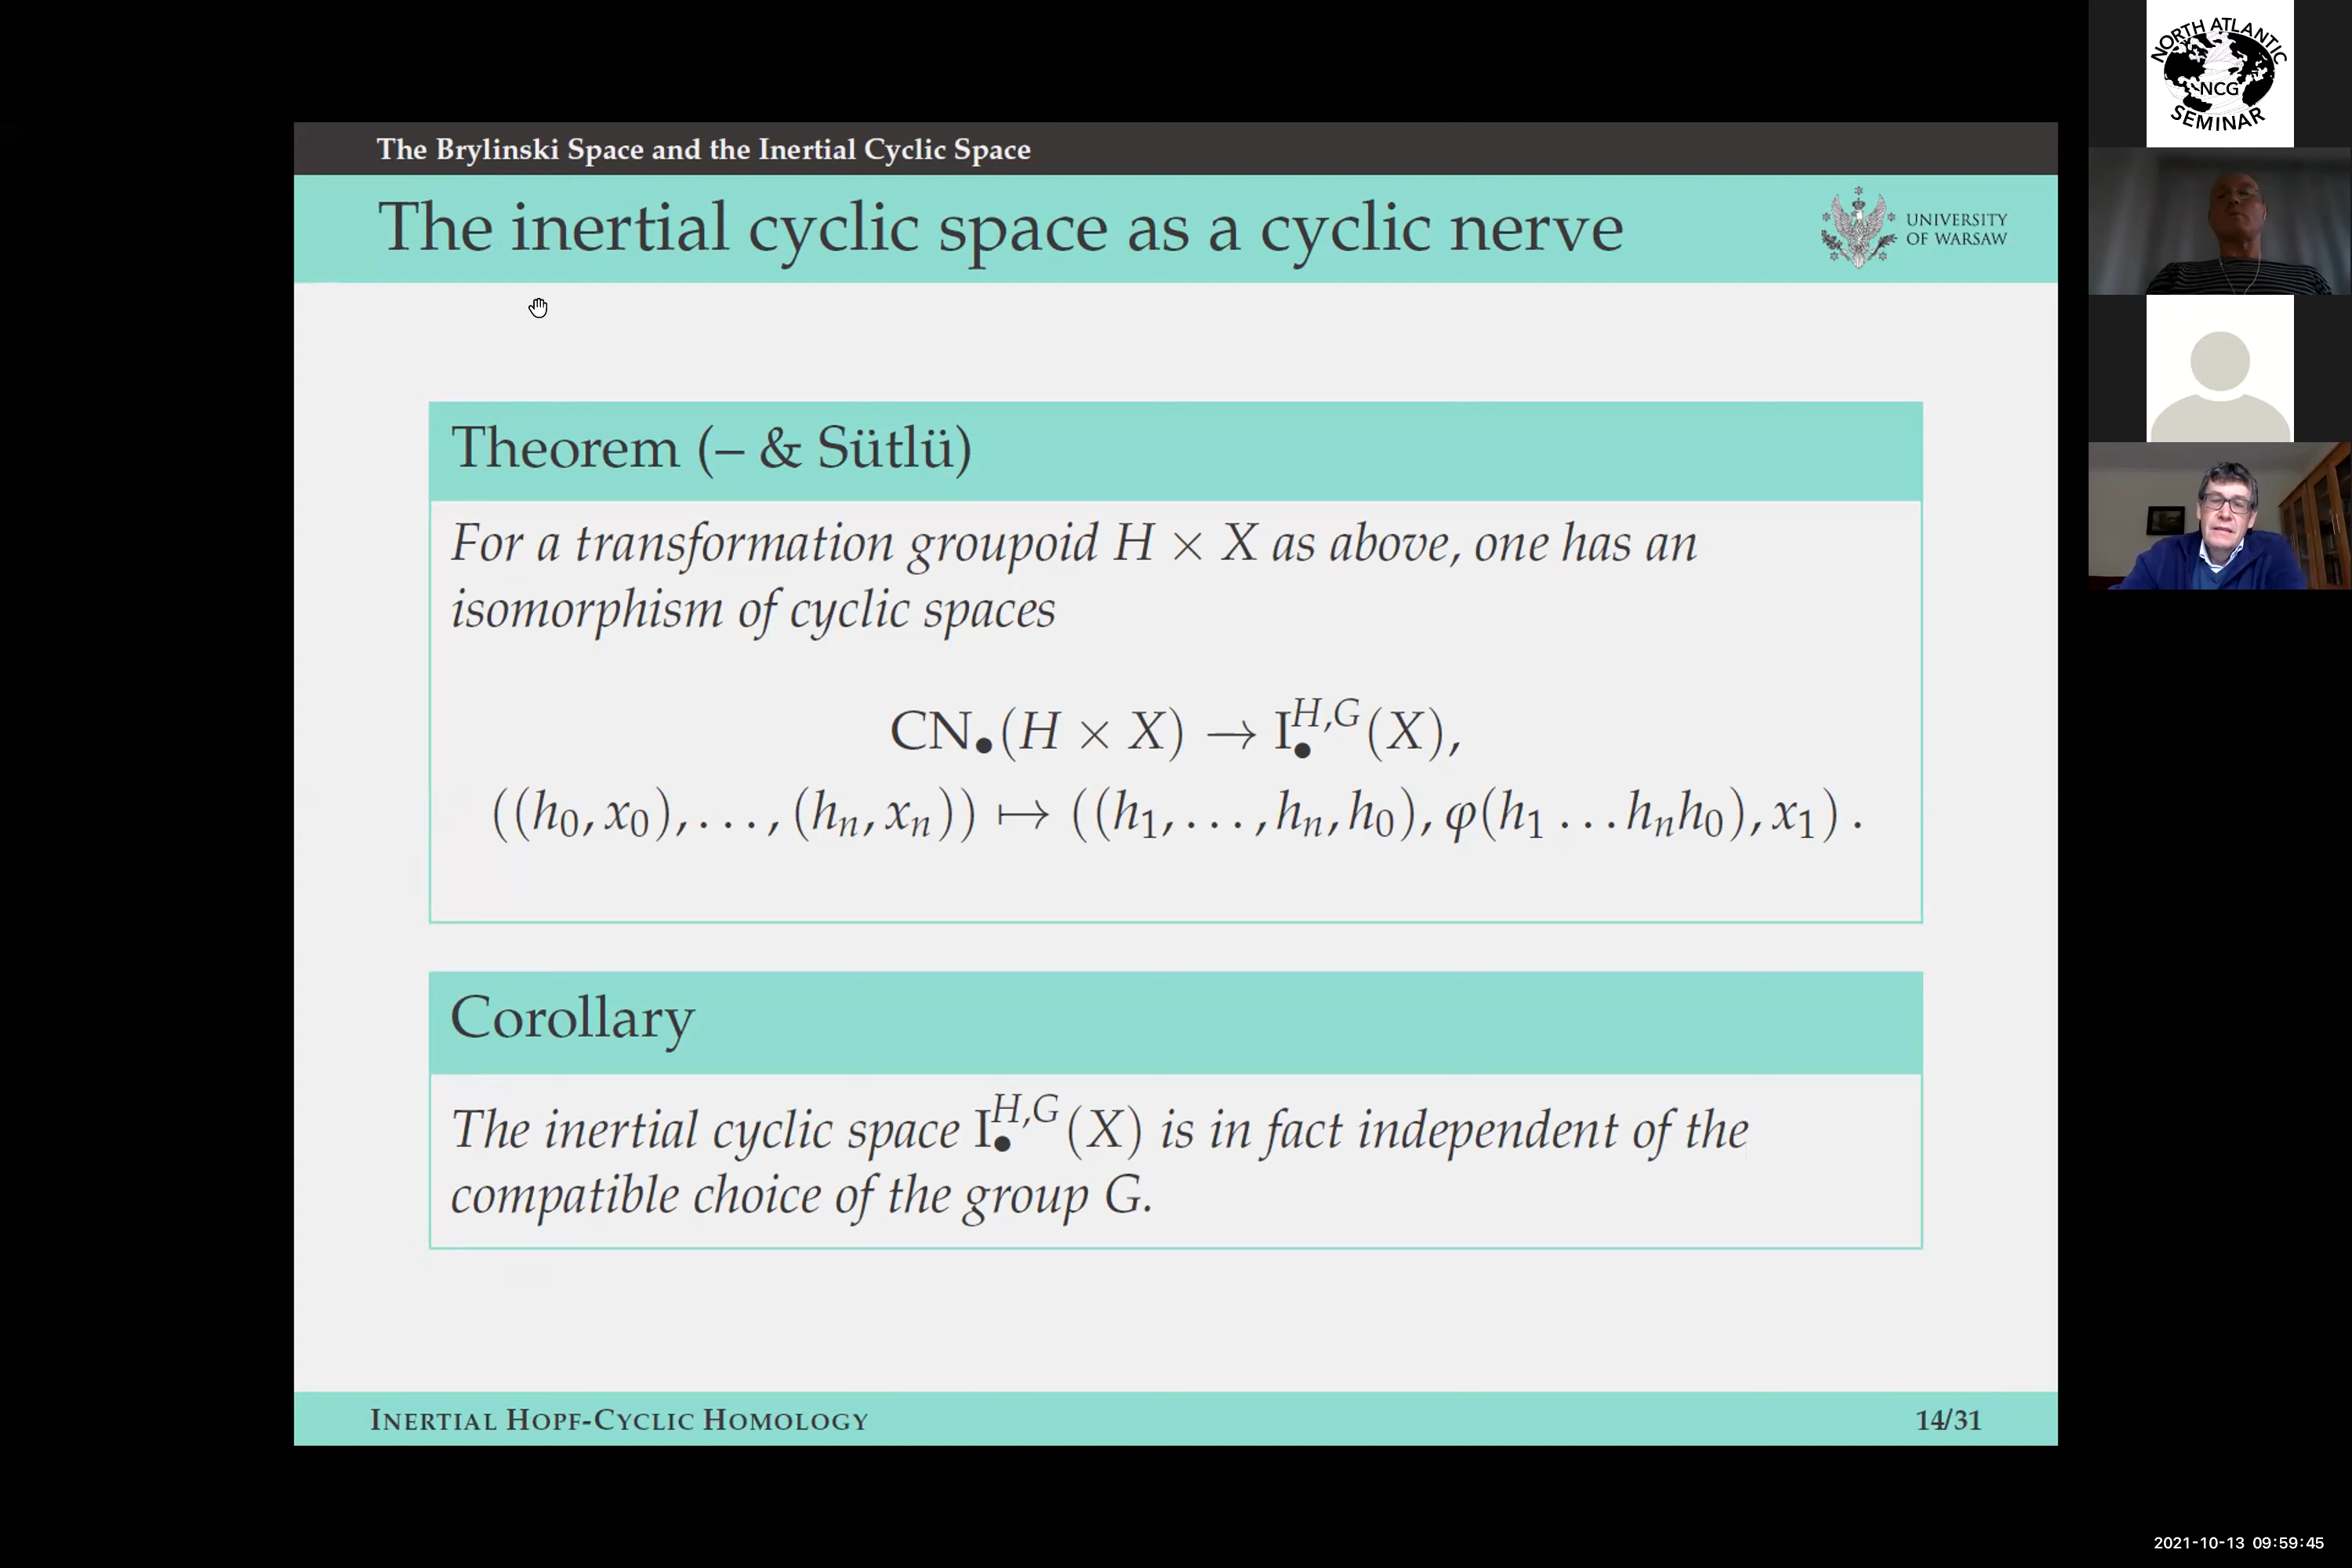 The Brylinski Space and the Inertial Cyclic Space
The inertial cyclic space as a cyclic nerve
UNIVERSITY
OF WARSAW
Theorem (– & Sütlü)
For a transformation groupoid H × X as above, one has an
isomorphism of cyclic spaces
CN•(H × X) → I•^{H,G}(X),
((h₀, x₀), . . . , (hₙ, xₙ)) ↦ ((h₁, . . . , hₙ, h₀), φ(h₁ . . . hₙh₀), x₁) .
Corollary
The inertial cyclic space I•^{H,G}(X) is in fact independent of the
compatible choice of the group G.
INERTIAL HOPF-CYCLIC HOMOLOGY
14/31
NORTH ATLANTIC
NCG
SEMINAR
2021-10-13 09:59:45